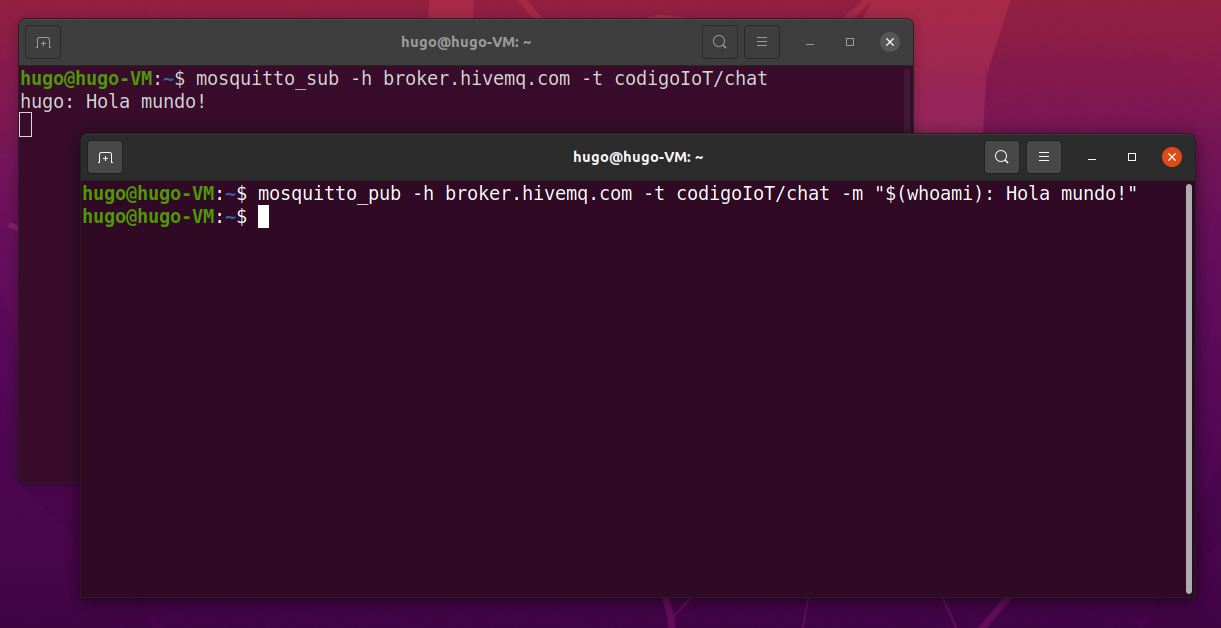 hugo@hugo-VM: ~
hugo@hugo-VM:~$ mosquitto_sub -h broker.hivemq.com -t codigoIoT/chat
hugo: Hola mundo!
hugo@hugo-VM: ~
hugo@hugo-VM:~$ mosquitto_pub -h broker.hivemq.com -t codigoIoT/chat -m "$(whoami): Hola mundo!"
hugo@hugo-VM:~$